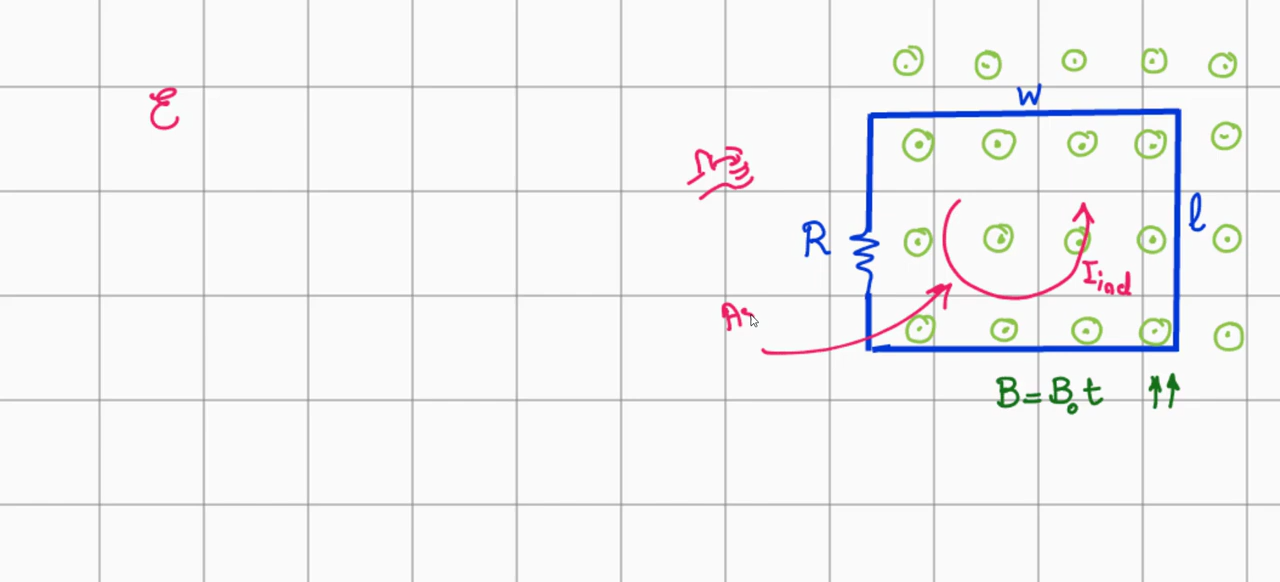 ℰ
W
R
l
I_ind
B = B₀t ↑↑